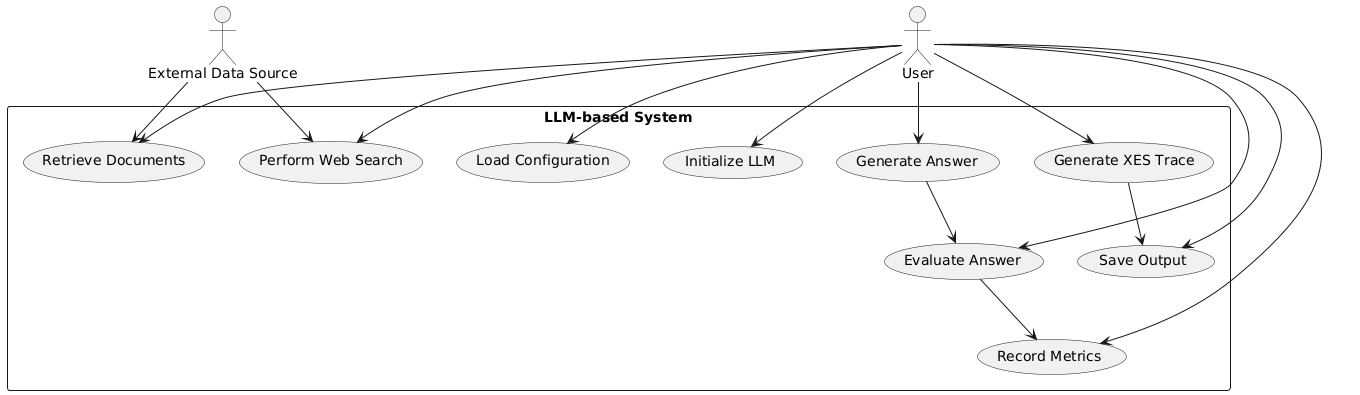 External Data Source
User
LLM-based System
Retrieve Documents
Perform Web Search
Load Configuration
Initialize LLM
Generate Answer
Generate XES Trace
Evaluate Answer
Save Output
Record Metrics